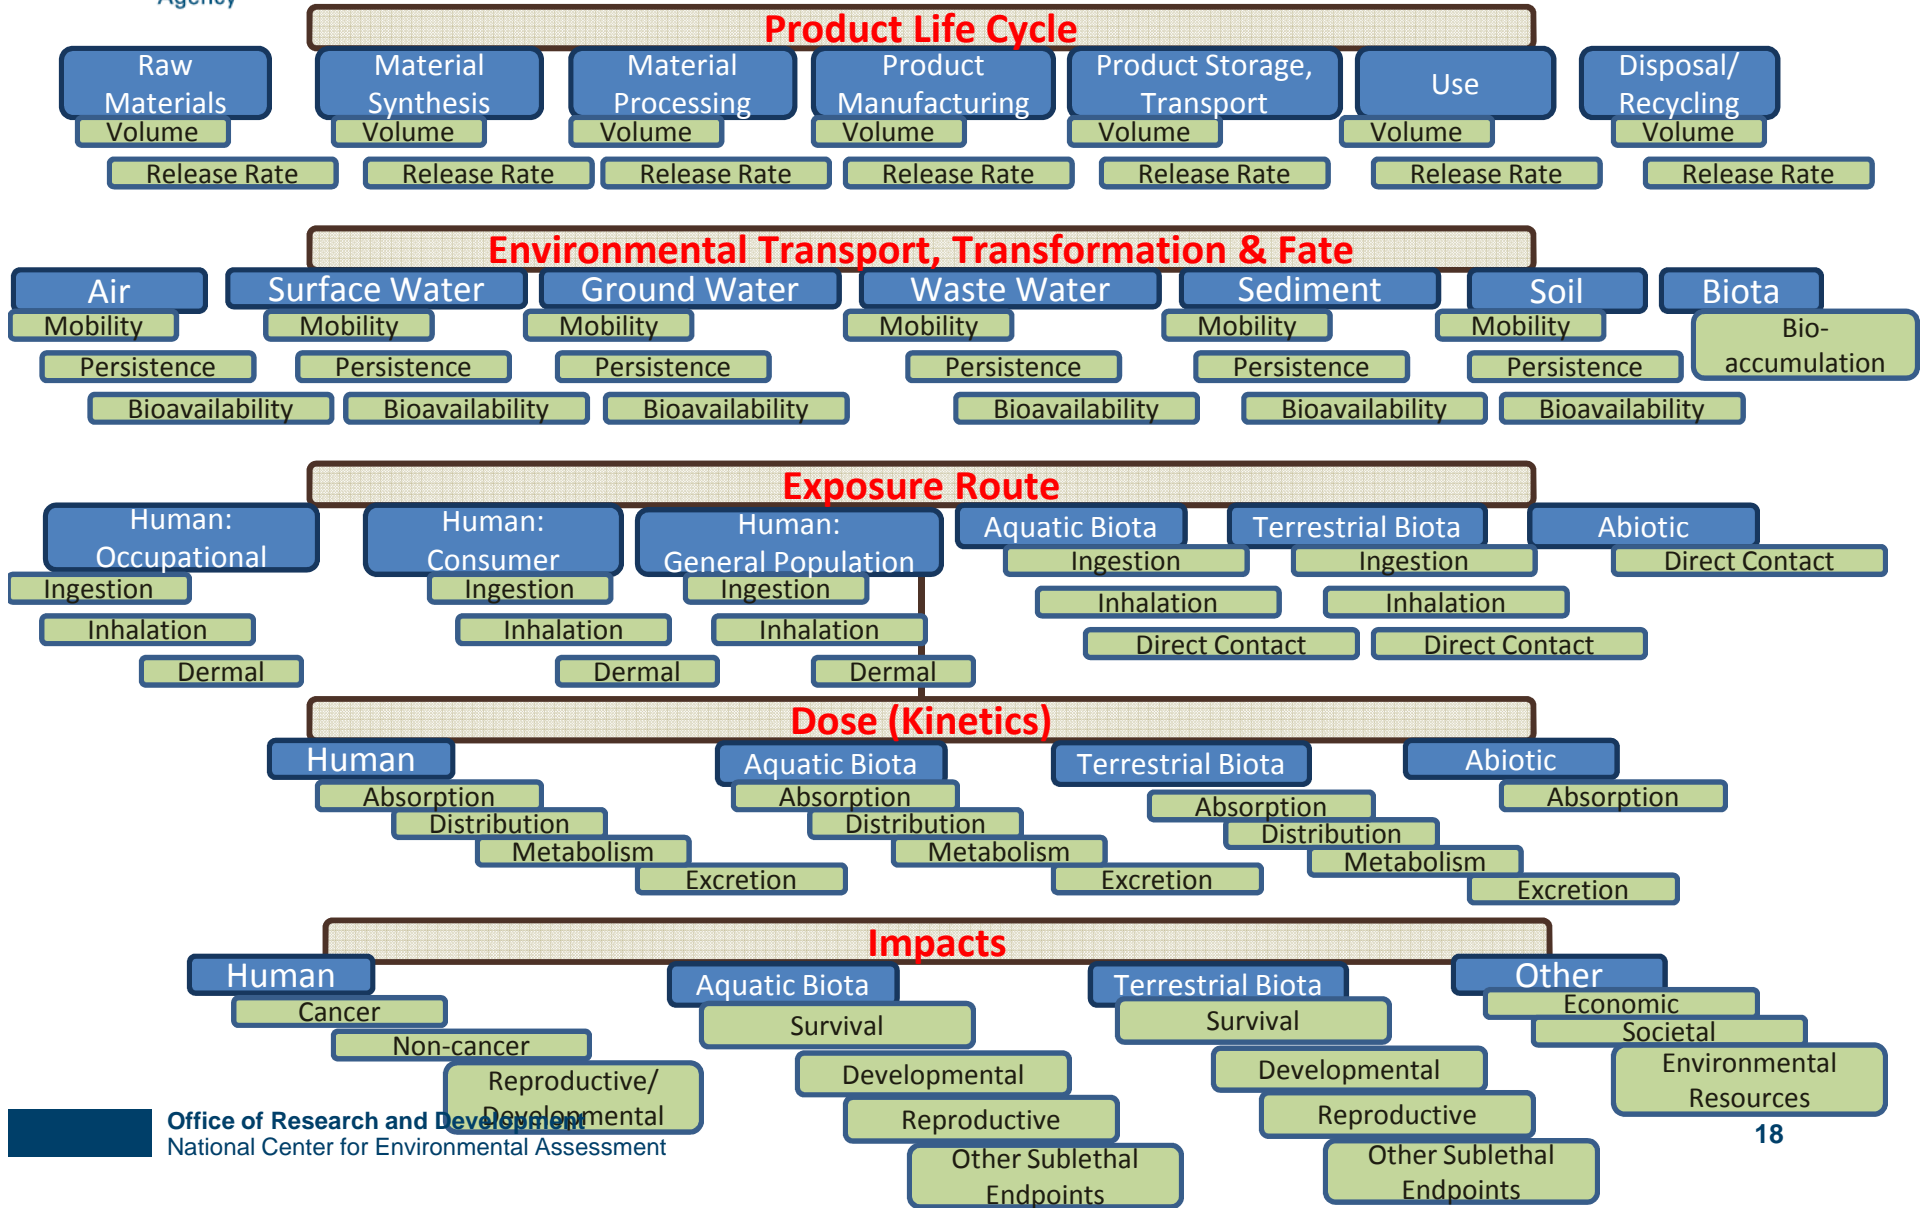 Agency
Product Life Cycle
Raw
Materials
Material
Synthesis
Material
Processing
Product
Manufacturing
Product Storage,
Transport
Use
Disposal/
Recycling
Volume
Volume
Volume
Volume
Volume
Volume
Volume
Release Rate
Release Rate
Release Rate
Release Rate
Release Rate
Release Rate
Release Rate
Environmental Transport, Transformation & Fate
Air
Surface Water
Ground Water
Waste Water
Sediment
Soil
Biota
Mobility
Mobility
Mobility
Mobility
Mobility
Mobility
Bio-
accumulation
Persistence
Persistence
Persistence
Persistence
Persistence
Persistence
Bioavailability
Bioavailability
Bioavailability
Bioavailability
Bioavailability
Bioavailability
Exposure Route
Human:
Occupational
Human:
Consumer
Human:
General Population
Aquatic Biota
Terrestrial Biota
Abiotic
Ingestion
Ingestion
Ingestion
Ingestion
Ingestion
Direct Contact
Inhalation
Inhalation
Inhalation
Inhalation
Inhalation
Dermal
Dermal
Dermal
Direct Contact
Direct Contact
Dose (Kinetics)
Human
Aquatic Biota
Terrestrial Biota
Abiotic
Absorption
Absorption
Absorption
Absorption
Distribution
Distribution
Distribution
Metabolism
Metabolism
Metabolism
Excretion
Excretion
Excretion
Impacts
Human
Aquatic Biota
Terrestrial Biota
Other
Cancer
Non-cancer
Reproductive/
Developmental
Survival
Developmental
Reproductive
Other Sublethal
Endpoints
Survival
Developmental
Reproductive
Other Sublethal
Endpoints
Economic
Societal
Environmental
Resources
Office of Research and Development
National Center for Environmental Assessment
18